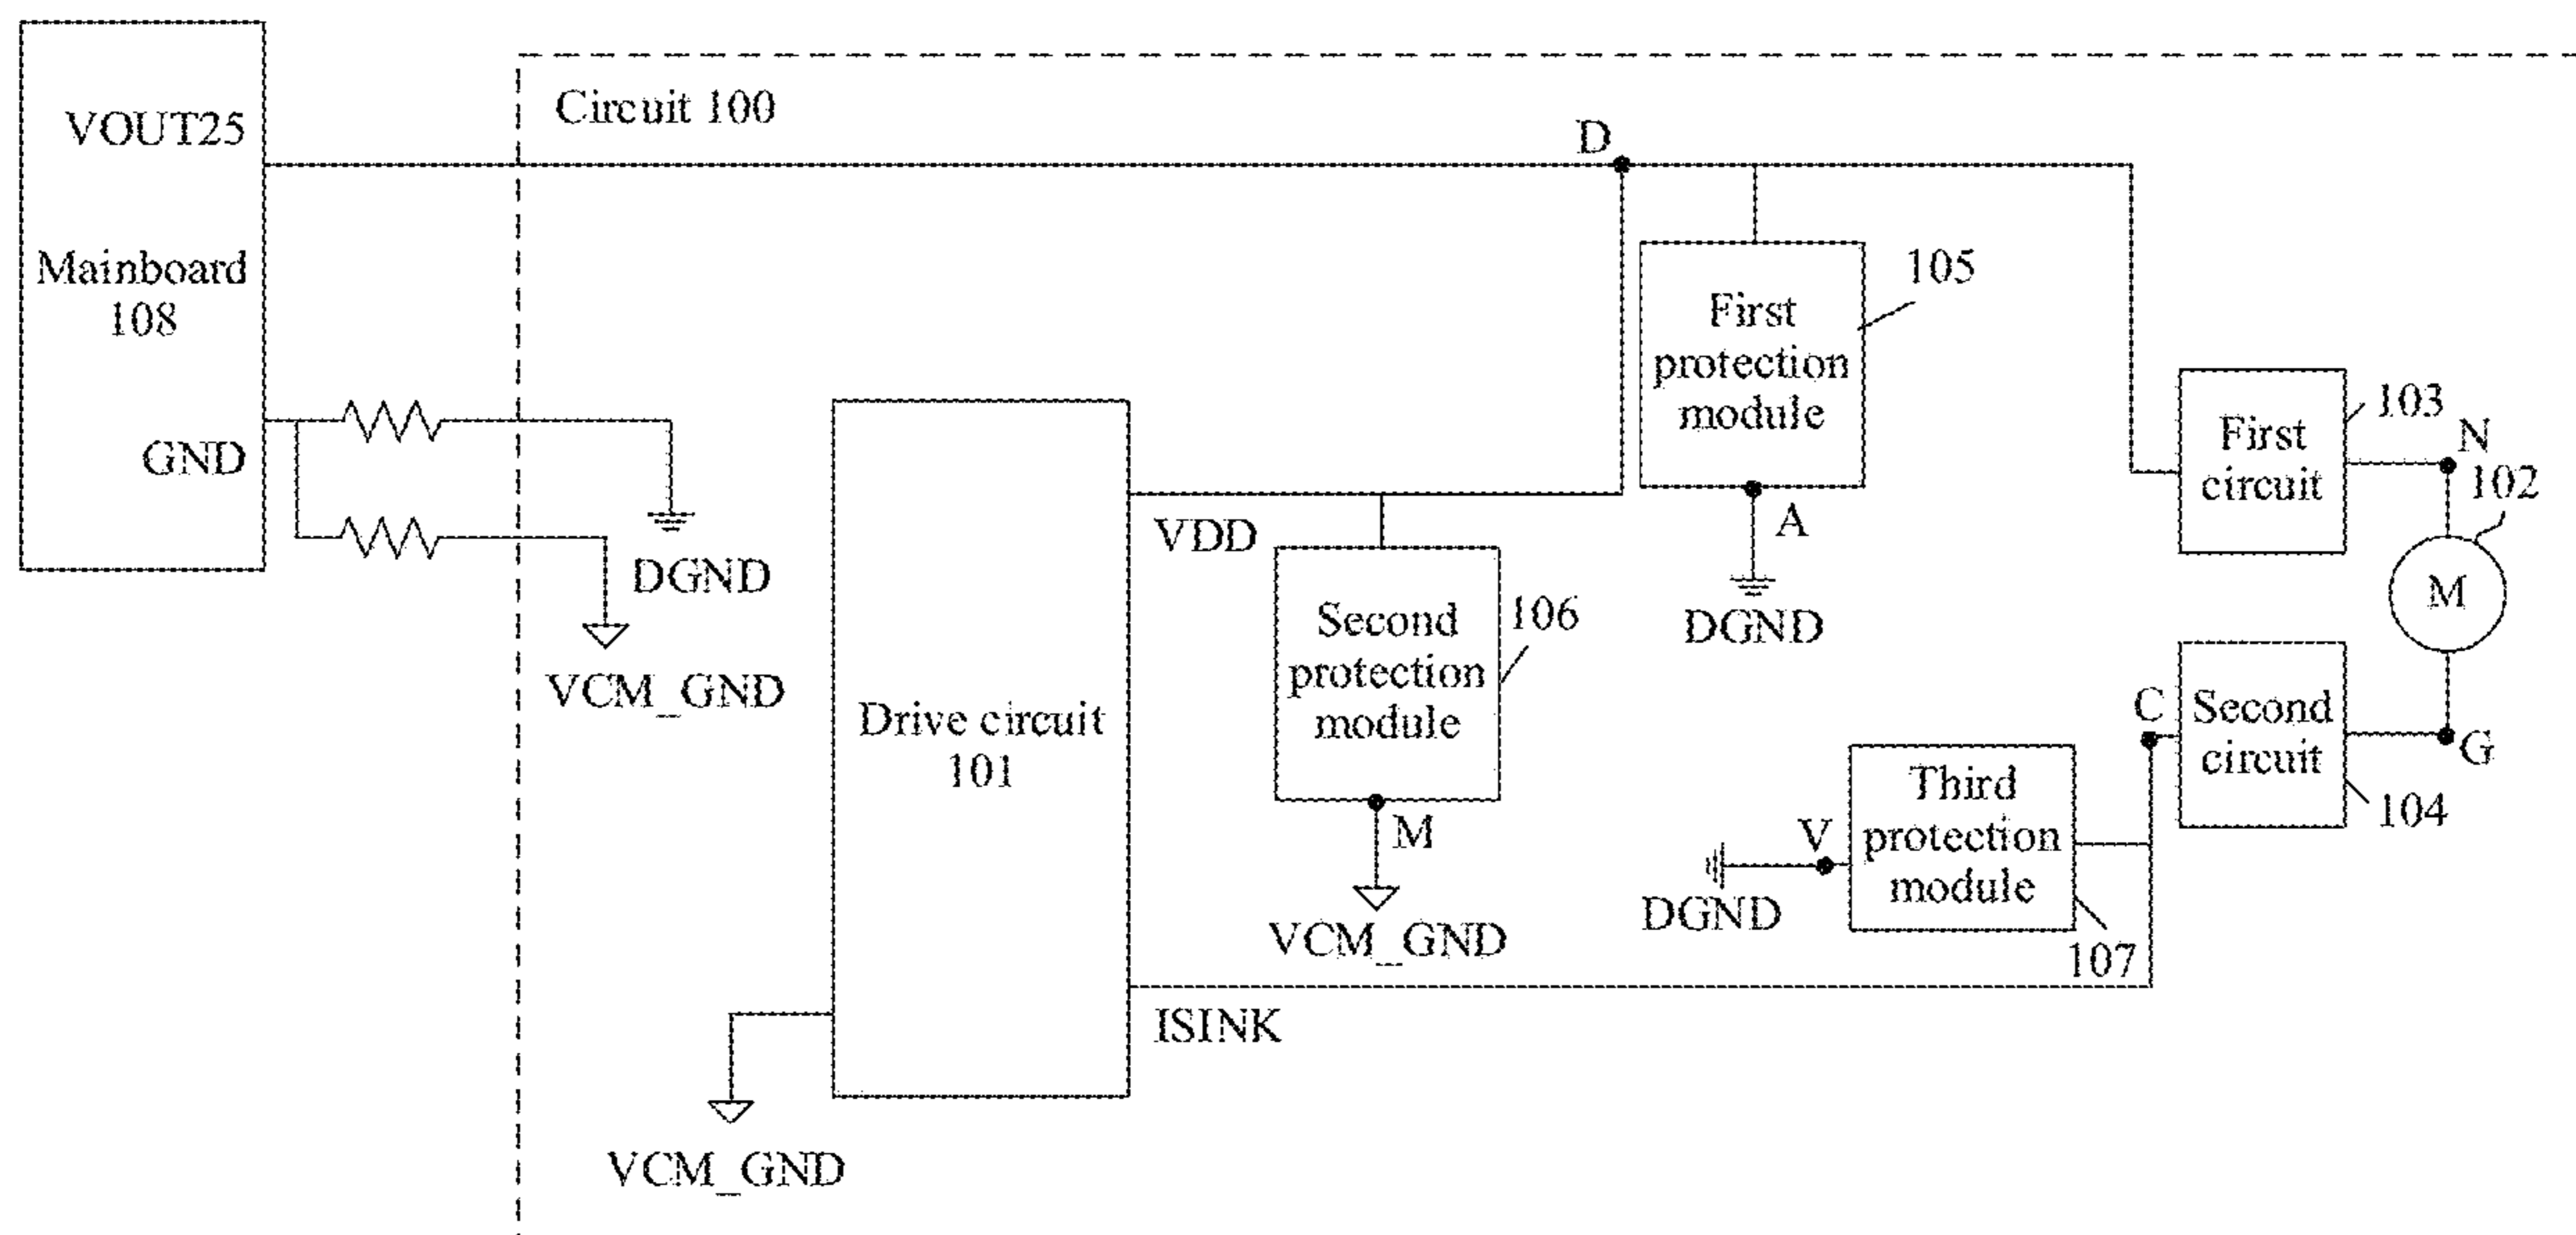 Circuit 100
VOUT25
Mainboard
108
GND
DGND
VCM_GND
Drive circuit
101
VDD
ISINK
VCM_GND
D
First
protection
module
105
A
DGND
Second
protection
module
106
M
VCM_GND
First
circuit
103
N
102
M
G
C
Second
circuit
104
V
Third
protection
module
107
DGND